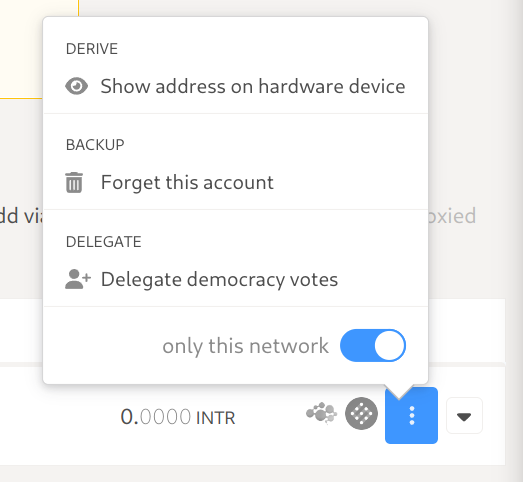 DERIVE
Show address on hardware device
BACKUP
Forget this account
dd via
oxied
DELEGATE
Delegate democracy votes
only this network
0.0000 INTR